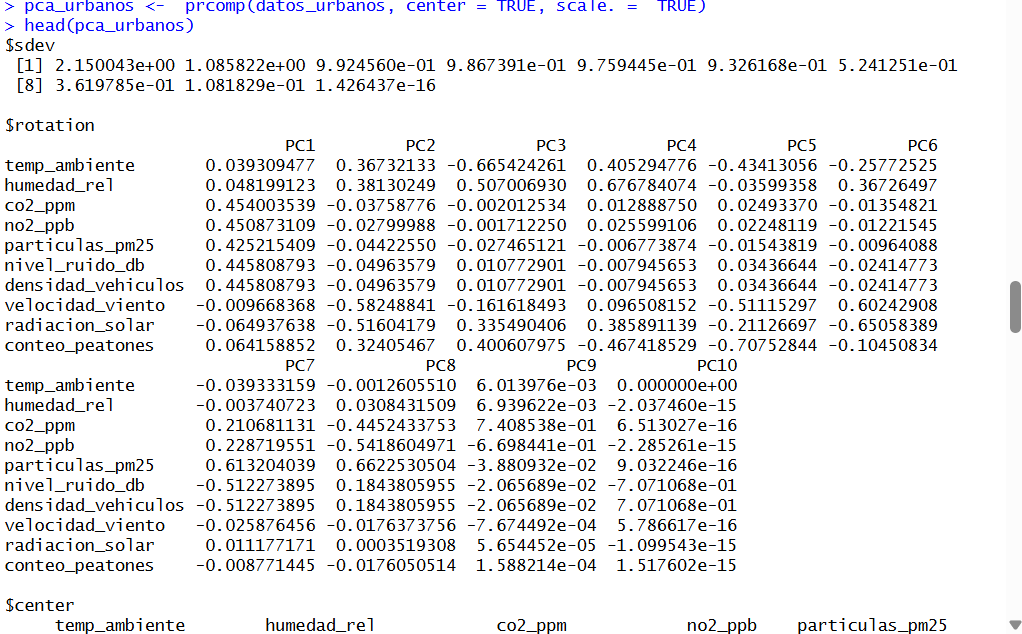 > pca_urbanos <-  prcomp(datos_urbanos, center = TRUE, scale. =  TRUE)
> head(pca_urbanos)
$sdev
 [1] 2.150043e+00 1.085822e+00 9.924560e-01 9.867391e-01 9.759445e-01 9.326168e-01 5.241251e-01
 [8] 3.619785e-01 1.081829e-01 1.426437e-16

$rotation
                            PC1         PC2          PC3          PC4         PC5         PC6
temp_ambiente       0.039309477  0.36732133 -0.665424261  0.405294776 -0.43413056 -0.25772525
humedad_rel         0.048199123  0.38130249  0.507006930  0.676784074 -0.03599358  0.36726497
co2_ppm             0.454003539 -0.03758776 -0.002012534  0.012888750  0.02493370 -0.01354821
no2_ppb             0.450873109 -0.02799988 -0.001712250  0.025599106  0.02248119 -0.01221545
particulas_pm25     0.425215409 -0.04422550 -0.027465121 -0.006773874 -0.01543819 -0.00964088
nivel_ruido_db      0.445808793 -0.04963579  0.010772901 -0.007945653  0.03436644 -0.02414773
densidad_vehiculos  0.445808793 -0.04963579  0.010772901 -0.007945653  0.03436644 -0.02414773
velocidad_viento   -0.009668368 -0.58248841 -0.161618493  0.096508152 -0.51115297  0.60242908
radiacion_solar    -0.064937638 -0.51604179  0.335490406  0.385891139 -0.21126697 -0.65058389
conteo_peatones     0.064158852  0.32405467  0.400607975 -0.467418529 -0.70752844 -0.10450834
                            PC7           PC8           PC9          PC10
temp_ambiente      -0.039333159 -0.0012605510  6.013976e-03  0.000000e+00
humedad_rel        -0.003740723  0.0308431509  6.939622e-03 -2.037460e-15
co2_ppm             0.210681131 -0.4452433753  7.408538e-01  6.513027e-16
no2_ppb             0.228719551 -0.5418604971 -6.698441e-01 -2.285261e-15
particulas_pm25     0.613204039  0.6622530504 -3.880932e-02  9.032246e-16
nivel_ruido_db     -0.512273895  0.1843805955 -2.065689e-02 -7.071068e-01
densidad_vehiculos -0.512273895  0.1843805955 -2.065689e-02  7.071068e-01
velocidad_viento   -0.025876456 -0.0176373756 -7.674492e-04  5.786617e-16
radiacion_solar     0.011177171  0.0003519308  5.654452e-05 -1.099543e-15
conteo_peatones    -0.008771445 -0.0176050514  1.588214e-04  1.517602e-15

$center
     temp_ambiente        humedad_rel            co2_ppm            no2_ppb    particulas_pm25